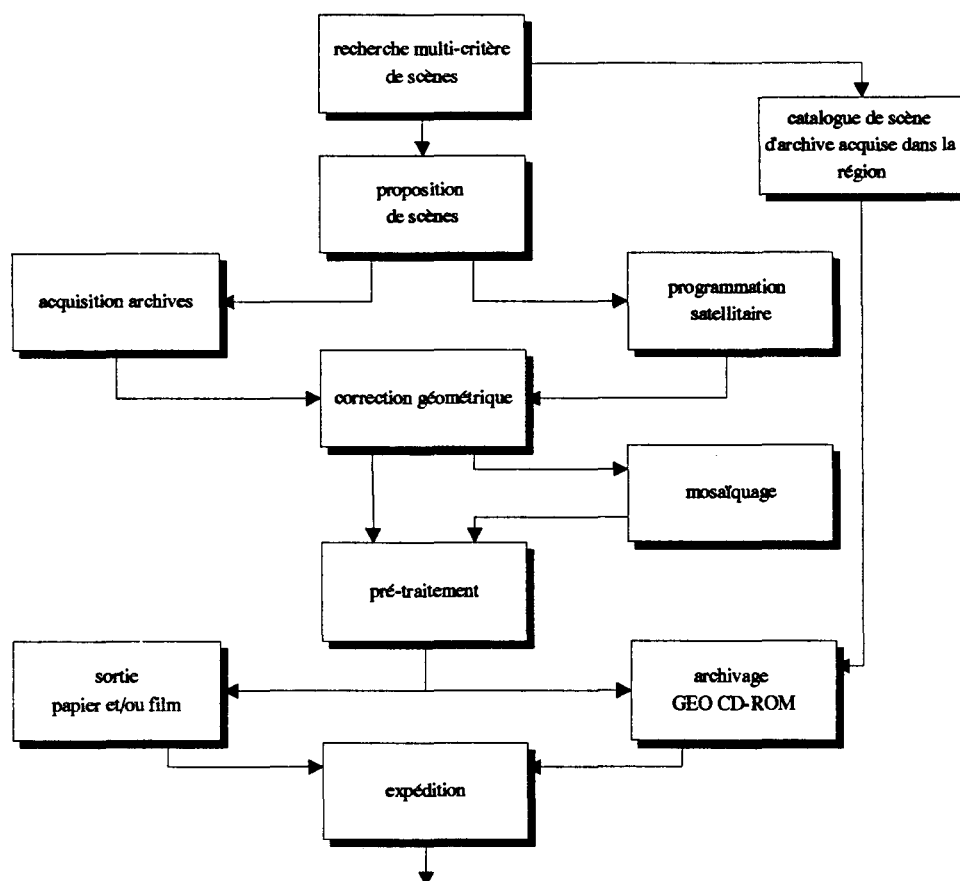 recherche multi-critère
de scènes
catalogue de scène
d'archive acquise dans la
région
proposition
de scènes
acquisition archives
programmation
satellitaire
correction géométrique
mosaïquage
pré-traitement
sortie
papier et/ou film
archivage
GEO CD-ROM
expédition